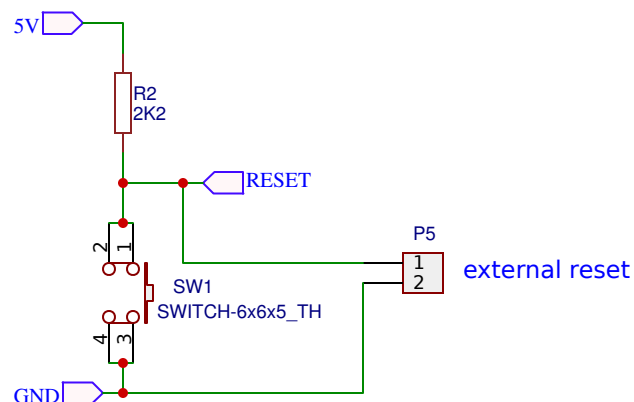 5V
R2
2K2
RESET
2
1
P5
1
2
external reset
SW1
SWITCH-6x6x5_TH
4
3
GND